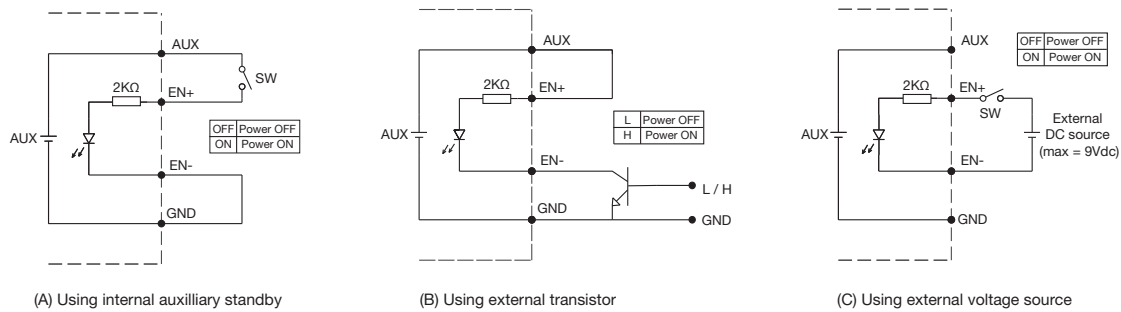 AUX
SW
2KΩ
EN+
AUX
OFF Power OFF
ON Power ON
EN-
GND
(A) Using internal auxilliary standby
AUX
2KΩ
EN+
L Power OFF
H Power ON
AUX
EN-
L / H
GND
GND
(B) Using external transistor
AUX
OFF Power OFF
ON Power ON
2KΩ
EN+
SW
AUX
External
DC source
(max = 9Vdc)
EN-
GND
(C) Using external voltage source